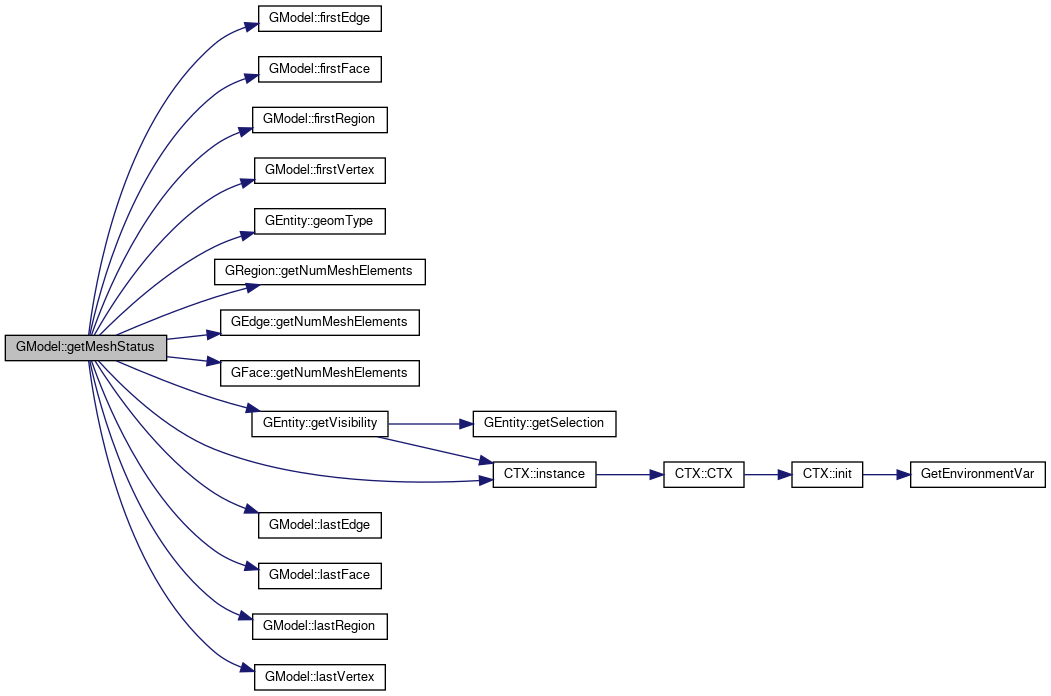 GModel::firstEdge
GModel::firstFace
GModel::firstRegion
GModel::firstVertex
GEntity::geomType
GRegion::getNumMeshElements
GEdge::getNumMeshElements
GModel::getMeshStatus
GFace::getNumMeshElements
GEntity::getVisibility
GEntity::getSelection
CTX::instance
CTX::CTX
CTX::init
GetEnvironmentVar
GModel::lastEdge
GModel::lastFace
GModel::lastRegion
GModel::lastVertex